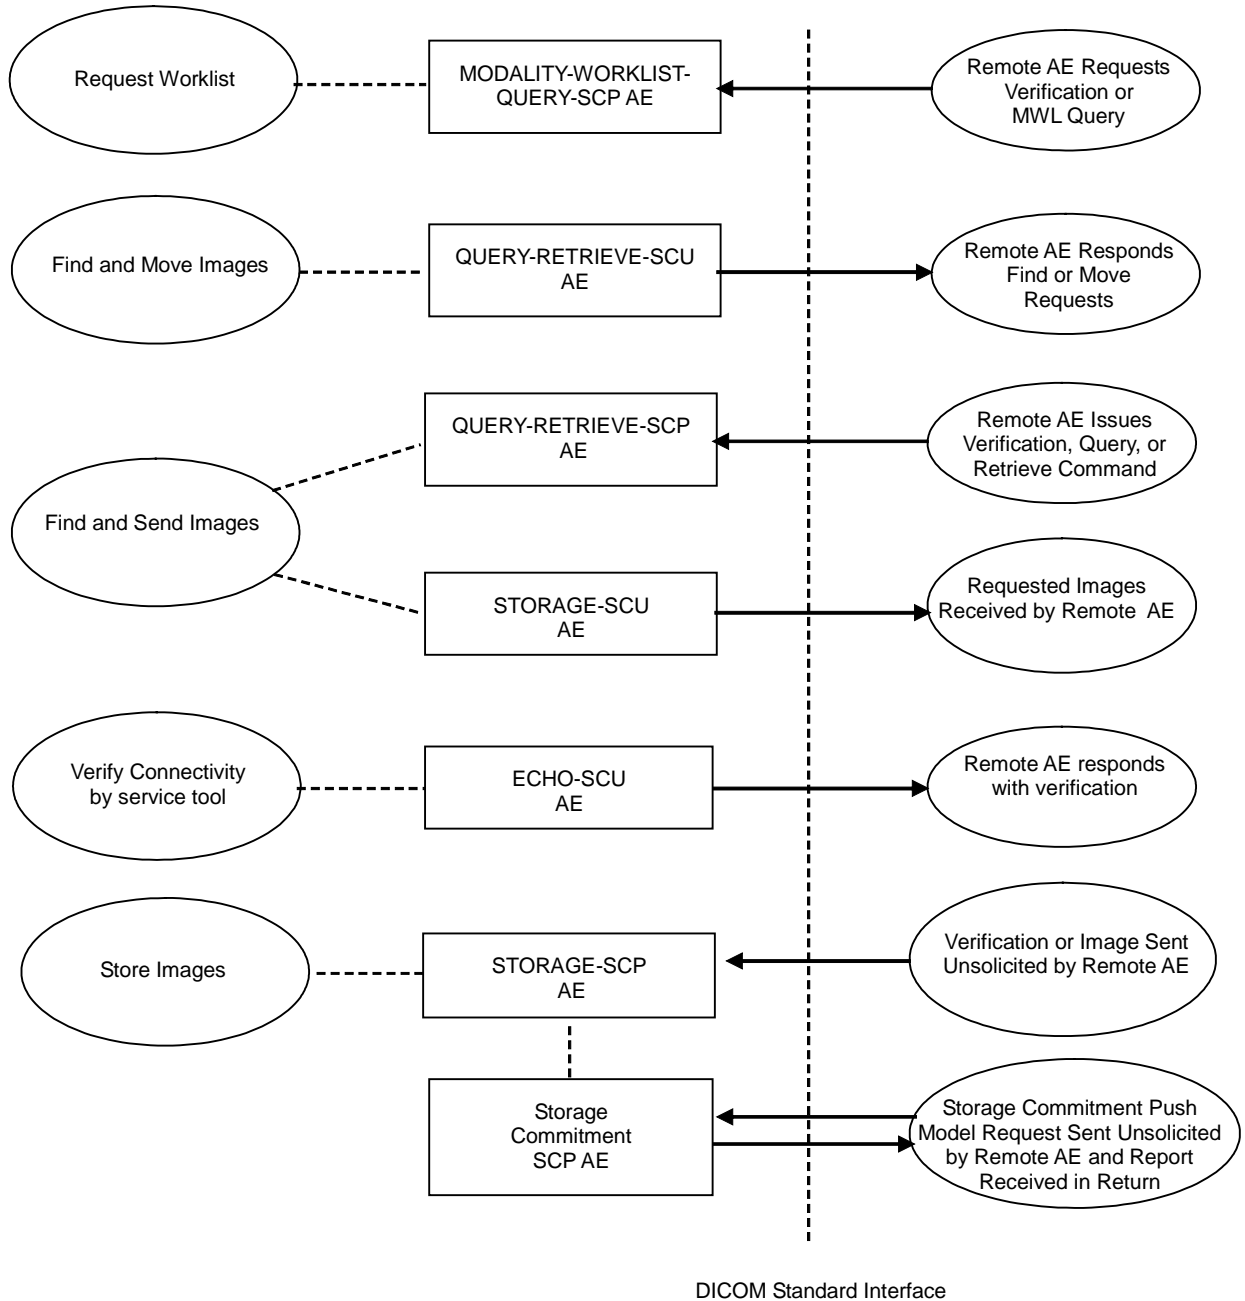 Request Worklist
MODALITY-WORKLIST-
QUERY-SCP AE
Remote AE Requests
Verification or
MWL Query
Find and Move Images
QUERY-RETRIEVE-SCU
AE
Remote AE Responds
Find or Move
Requests
QUERY-RETRIEVE-SCP
AE
Remote AE Issues
Verification, Query, or
Retrieve Command
Find and Send Images
STORAGE-SCU
AE
Requested Images
Received by Remote AE
Verify Connectivity
by service tool
ECHO-SCU
AE
Remote AE responds
with verification
Store Images
STORAGE-SCP
AE
Verification or Image Sent
Unsolicited by Remote AE
Storage
Commitment
SCP AE
Storage Commitment Push
Model Request Sent Unsolicited
by Remote AE and Report
Received in Return
DICOM Standard Interface